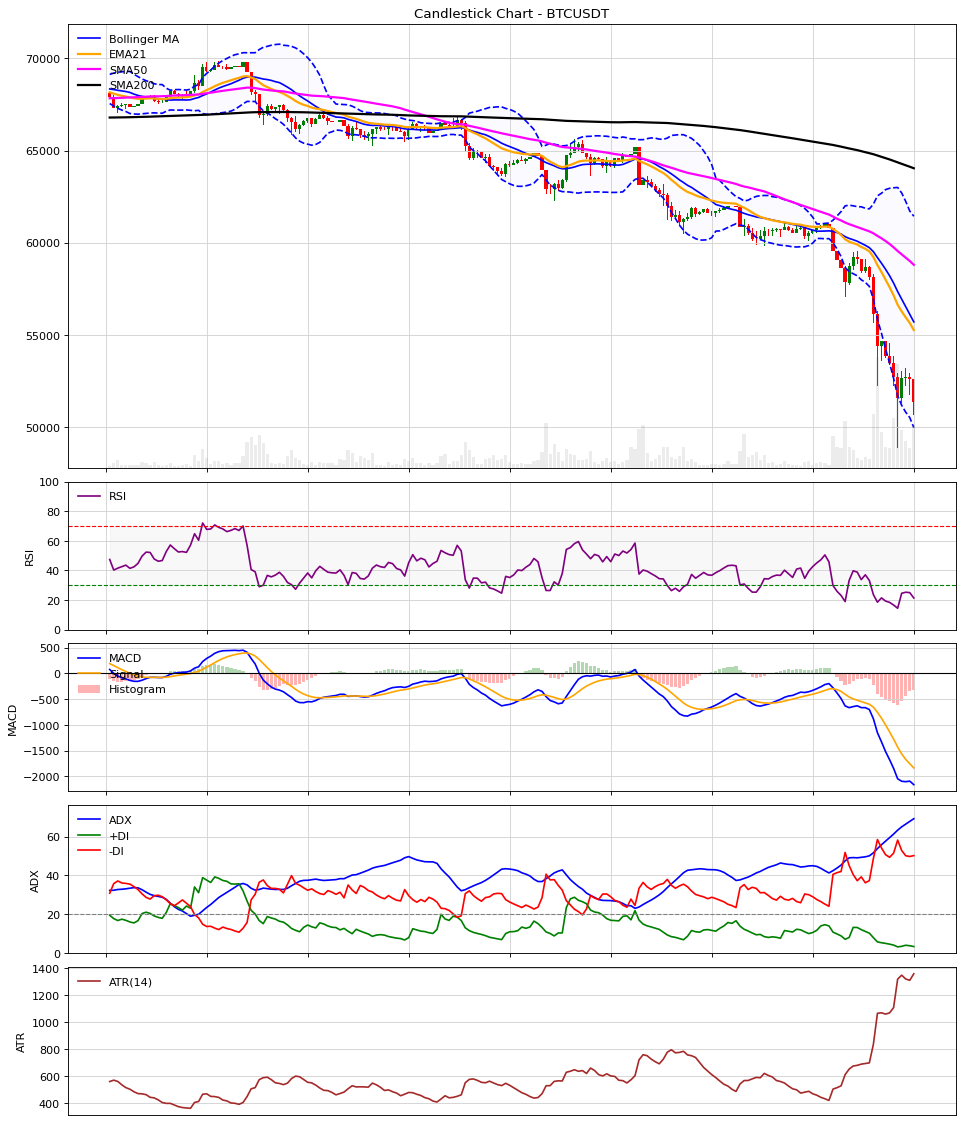 Candlestick Chart - BTCUSDT
Bollinger MA
EMA21
SMA50
SMA200
70000
65000
60000
55000
50000
RSI
RSI
100
80
60
40
20
0
MACD
Signal
Histogram
MACD
500
0
−500
−1000
−1500
−2000
ADX
+DI
-DI
ADX
60
40
20
0
ATR(14)
ATR
1400
1200
1000
800
600
400